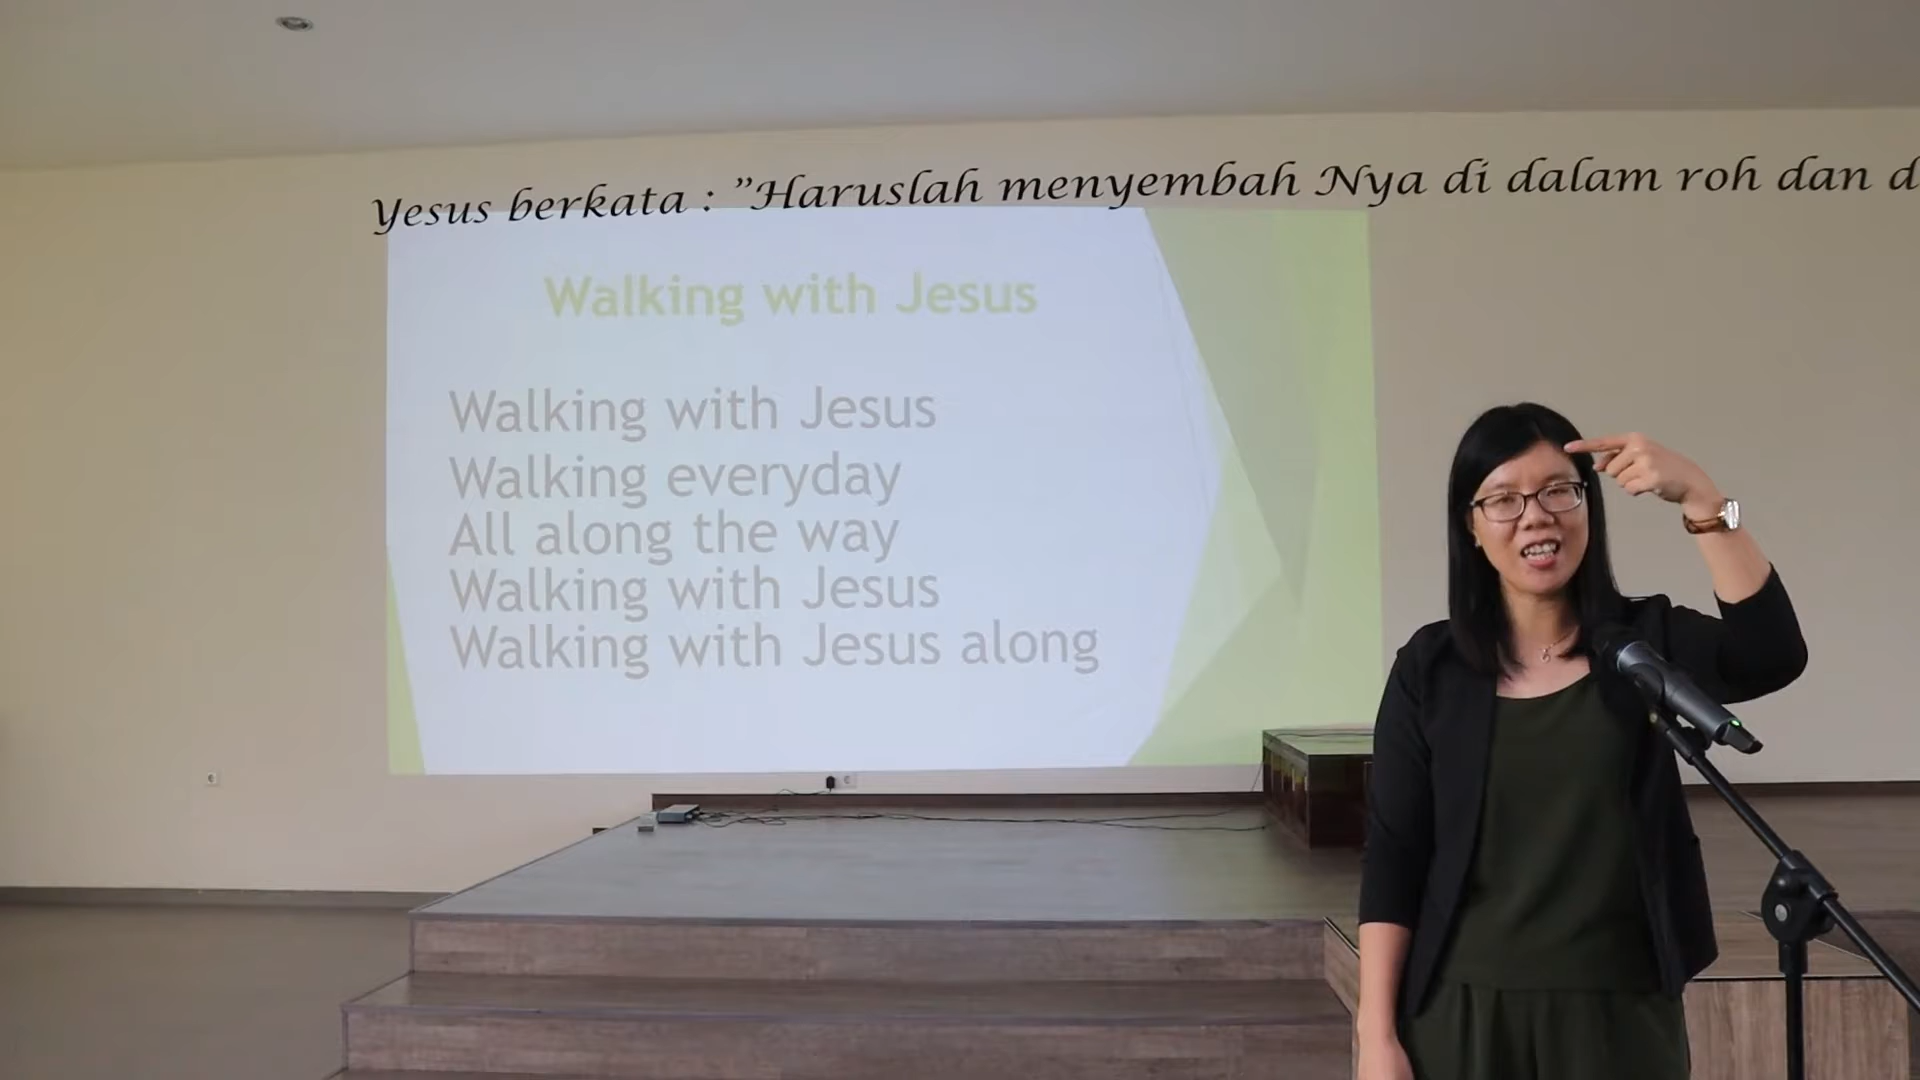 Yesus berkata : "Haruslah menyembah Nya di dalam roh dan d
Walking with Jesus
Walking with Jesus
Walking everyday
All along the way
Walking with Jesus
Walking with Jesus along